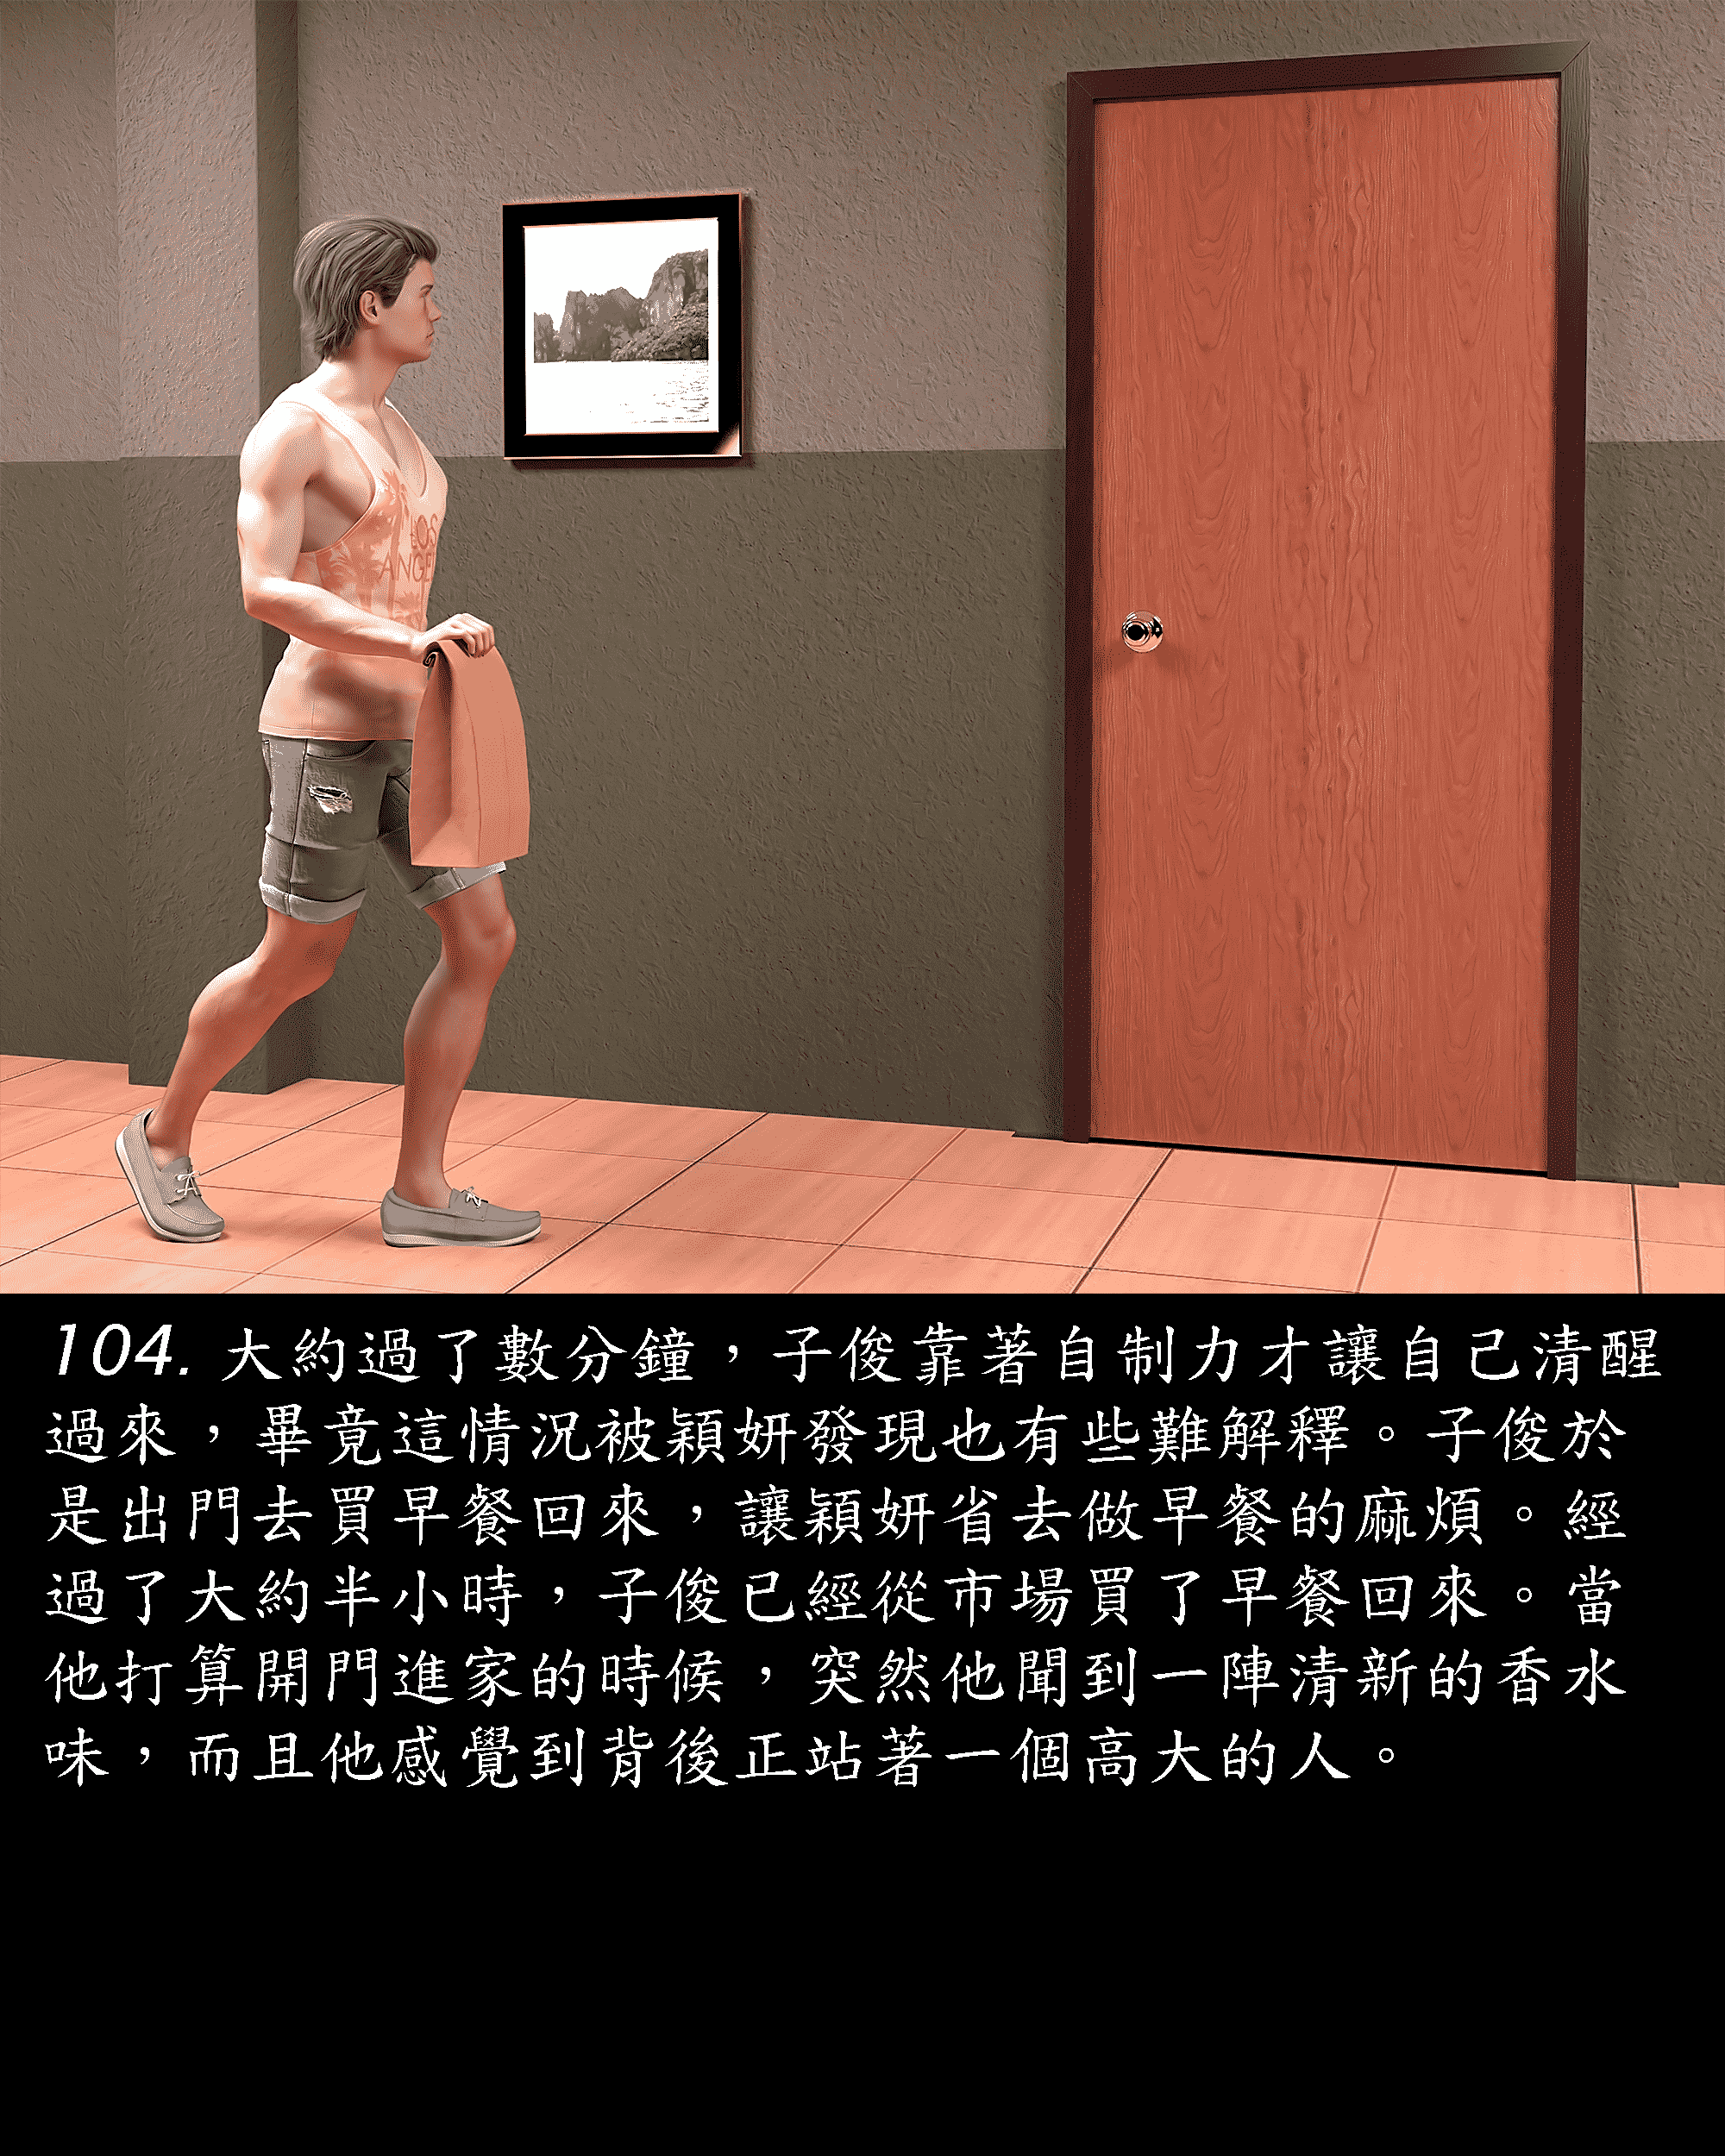 LOS
ANGE
104. 大約過了數分鐘，子俊靠著自制力才讓自己清醒
過來，畢竟這情況被穎妍發現也有些難解釋。子俊於
是出門去買早餐回來，讓穎妍省去做早餐的麻煩。經
過了大約半小時，子俊已經從市場買了早餐回來。當
他打算開門進家的時候，突然他聞到一陣清新的香水
味，而且他感覺到背後正站著一個高大的人。